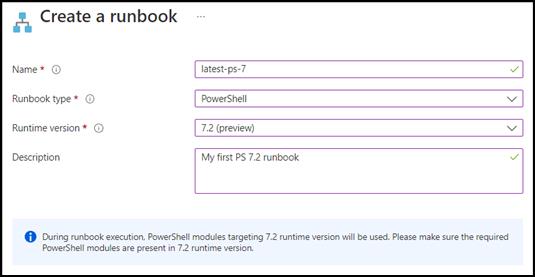 Create a runbook ...
Name *
latest-ps-7
Runbook type *
PowerShell
Runtime version *
7.2 (preview)
Description
My first PS 7.2 runbook
During runbook execution, PowerShell modules targeting 7.2 runtime version will be used. Please make sure the required
PowerShell modules are present in 7.2 runtime version.